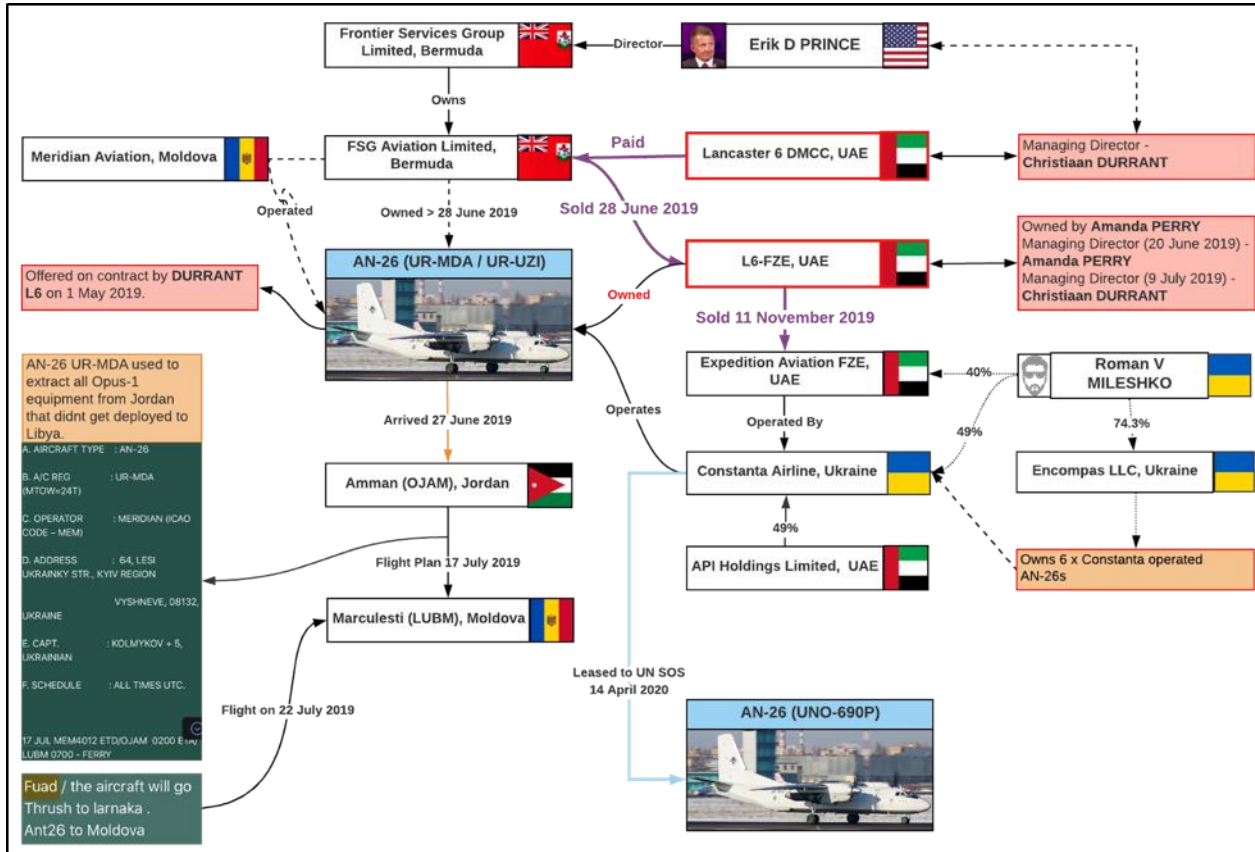 Frontier Services Group
Limited, Bermuda
Director
Erik D PRINCE
Owns
Meridian Aviation, Moldova
FSG Aviation Limited,
Bermuda
Paid
Lancaster 6 DMCC, UAE
Managing Director -
Christiaan DURRANT
Operated
Owned > 28 June 2019
Sold 28 June 2019
Offered on contract by DURRANT
L6 on 1 May 2019.
AN-26 (UR-MDA / UR-UZI)
Owned
L6-FZE, UAE
Owned by Amanda PERRY
Managing Director (20 June 2019) -
Amanda PERRY
Managing Director (9 July 2019) -
Christiaan DURRANT
Sold 11 November 2019
Expedition Aviation FZE,
UAE
40%
Roman V
MILESHKO
Operates
Operated By
49%
74.3%
Constanta Airline, Ukraine
Encompas LLC, Ukraine
49%
API Holdings Limited, UAE
Owns 6 x Constanta operated
AN-26s
AN-26 UR-MDA used to
extract all Opus-1
equipment from Jordan
that didnt get deployed to
Libya.
A. AIRCRAFT TYPE : AN-26
B. A/C REG : UR-MDA
(MTOW=24T)
C. OPERATOR : MERIDIAN (ICAO
CODE – MEM)
D. ADDRESS : 64, LESI
UKRAINKY STR., KYIV REGION
VYSHNEVE, 08132,
UKRAINE
E. CAPT. : KOLMYKOV + 5,
UKRAINIAN
F. SCHEDULE : ALL TIMES UTC.
17 JUL MEM4012 ETD/OJAM 0200 ETA/
LUBM 0700 - FERRY
Arrived 27 June 2019
Amman (OJAM), Jordan
Flight Plan 17 July 2019
Marculesti (LUBM), Moldova
Flight on 22 July 2019
Fuad / the aircraft will go
Thrush to larnaka .
Ant26 to Moldova
Leased to UN SOS
14 April 2020
AN-26 (UNO-690P)